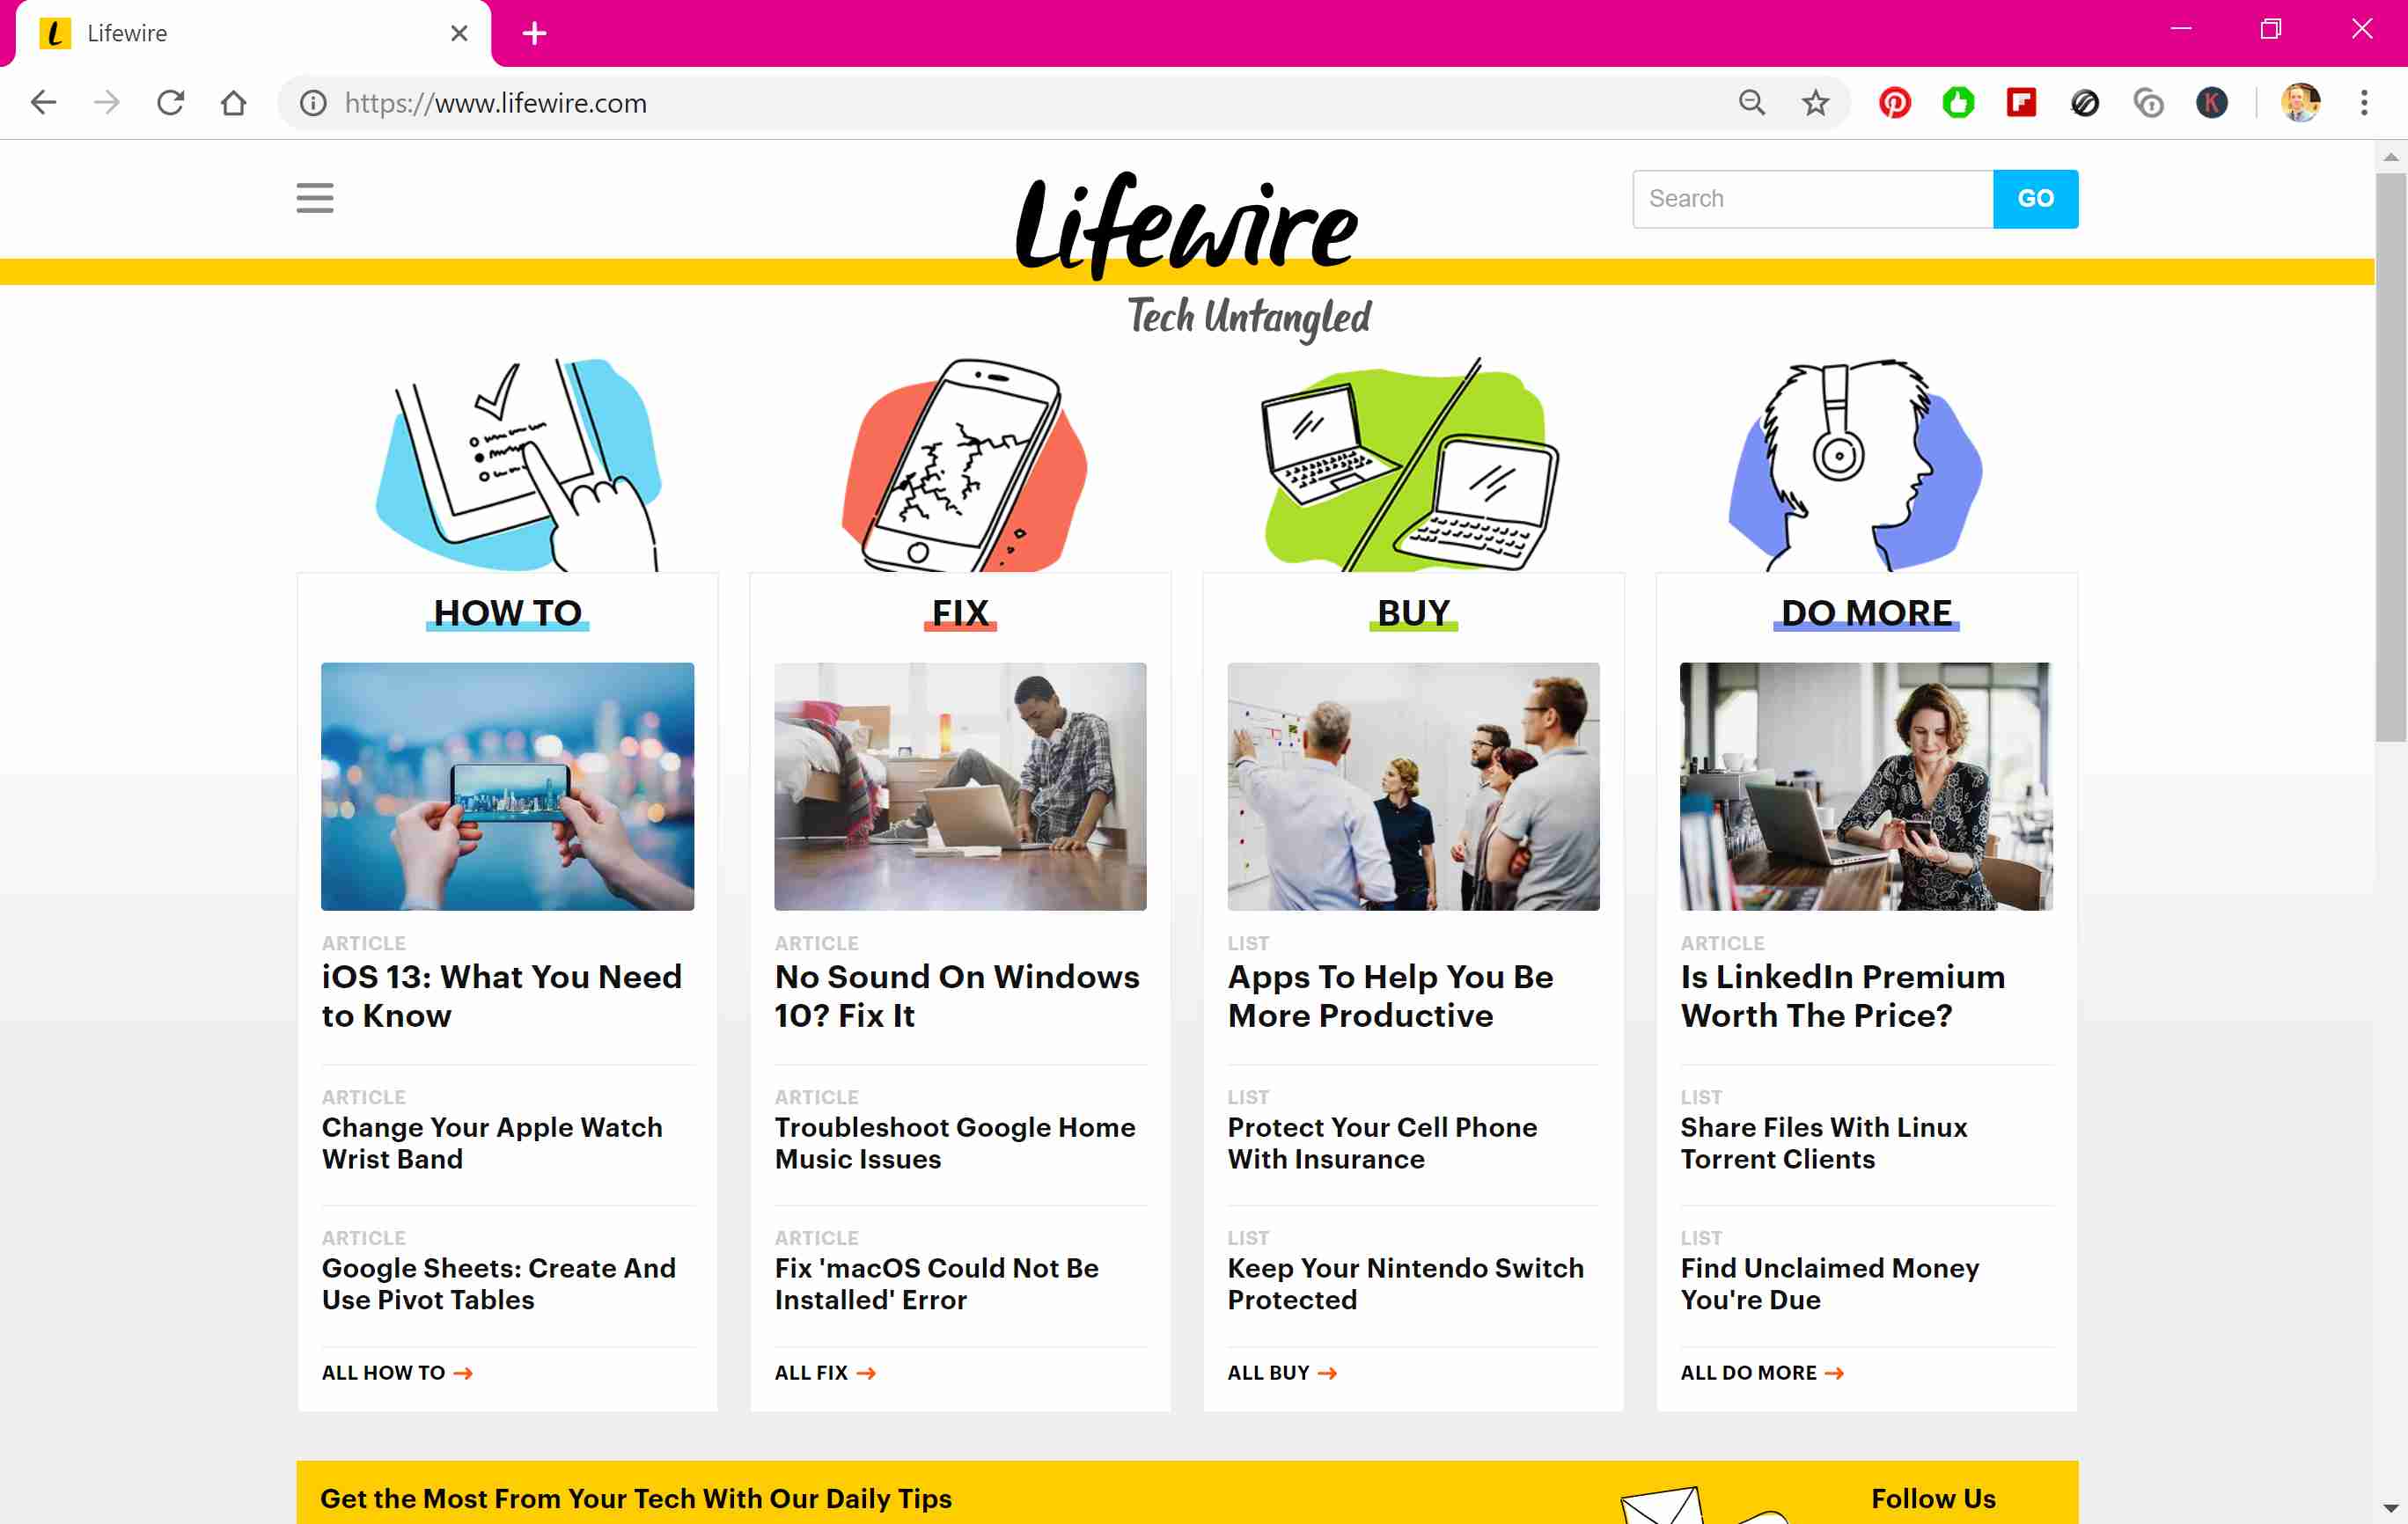 Lifewire
https://www.lifewire.com
Lifewire
Search
GO
Tech Untangled
HOW TO
ARTICLE
iOS 13: What You Need
to Know
ARTICLE
Change Your Apple Watch
Wrist Band
ARTICLE
Google Sheets: Create And
Use Pivot Tables
ALL HOW TO →
FIX
ARTICLE
No Sound On Windows
10? Fix It
ARTICLE
Troubleshoot Google Home
Music Issues
ARTICLE
Fix 'macOS Could Not Be
Installed' Error
ALL FIX →
BUY
LIST
Apps To Help You Be
More Productive
LIST
Protect Your Cell Phone
With Insurance
LIST
Keep Your Nintendo Switch
Protected
ALL BUY →
DO MORE
ARTICLE
Is LinkedIn Premium
Worth The Price?
LIST
Share Files With Linux
Torrent Clients
LIST
Find Unclaimed Money
You're Due
ALL DO MORE →
Get the Most From Your Tech With Our Daily Tips
Follow Us